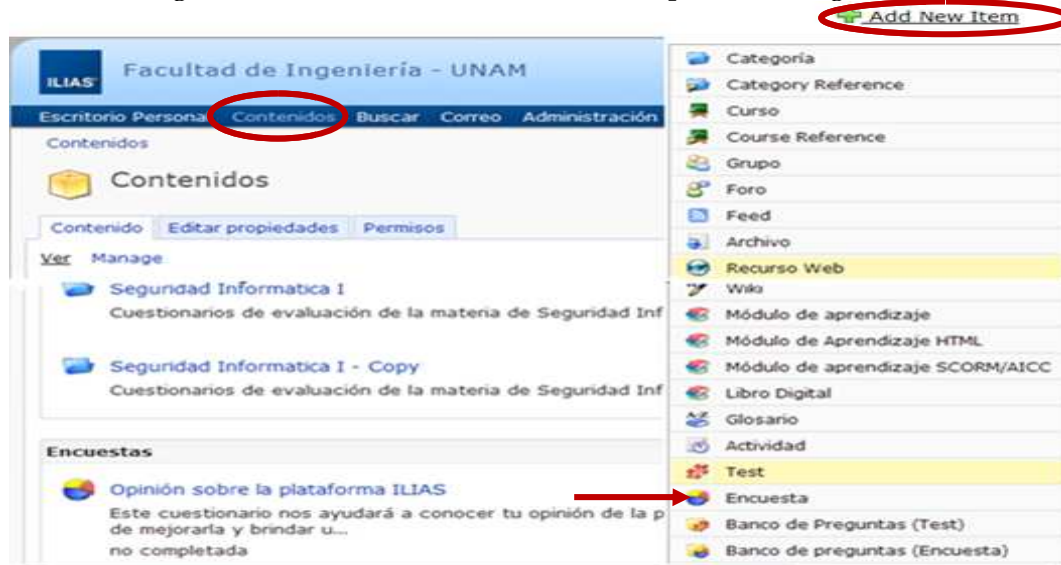 Add New Item
ILIAS
Facultad de Ingeniería - UNAM
Escritorio Personal Contenidos Buscar Correo Administración
Contenidos
Contenidos
Contenido Editar propiedades Permisos
Ver Manage
Seguridad Informatica I
Cuestionarios de evaluación de la materia de Seguridad Inf
Seguridad Informatica I - Copy
Cuestionarios de evaluación de la materia de Seguridad Inf
Encuestas
Opinión sobre la plataforma ILIAS
Este cuestionario nos ayudará a conocer tu opinión de la p
de mejorarla y brindar u...
no completada
Categoría
Category Reference
Curso
Course Reference
Grupo
Foro
Feed
Archivo
Recurso Web
Wiki
Módulo de aprendizaje
Módulo de Aprendizaje HTML
Módulo de aprendizaje SCORM/AICC
Libro Digital
Glosario
Actividad
Test
Encuesta
Banco de Preguntas (Test)
Banco de preguntas (Encuesta)